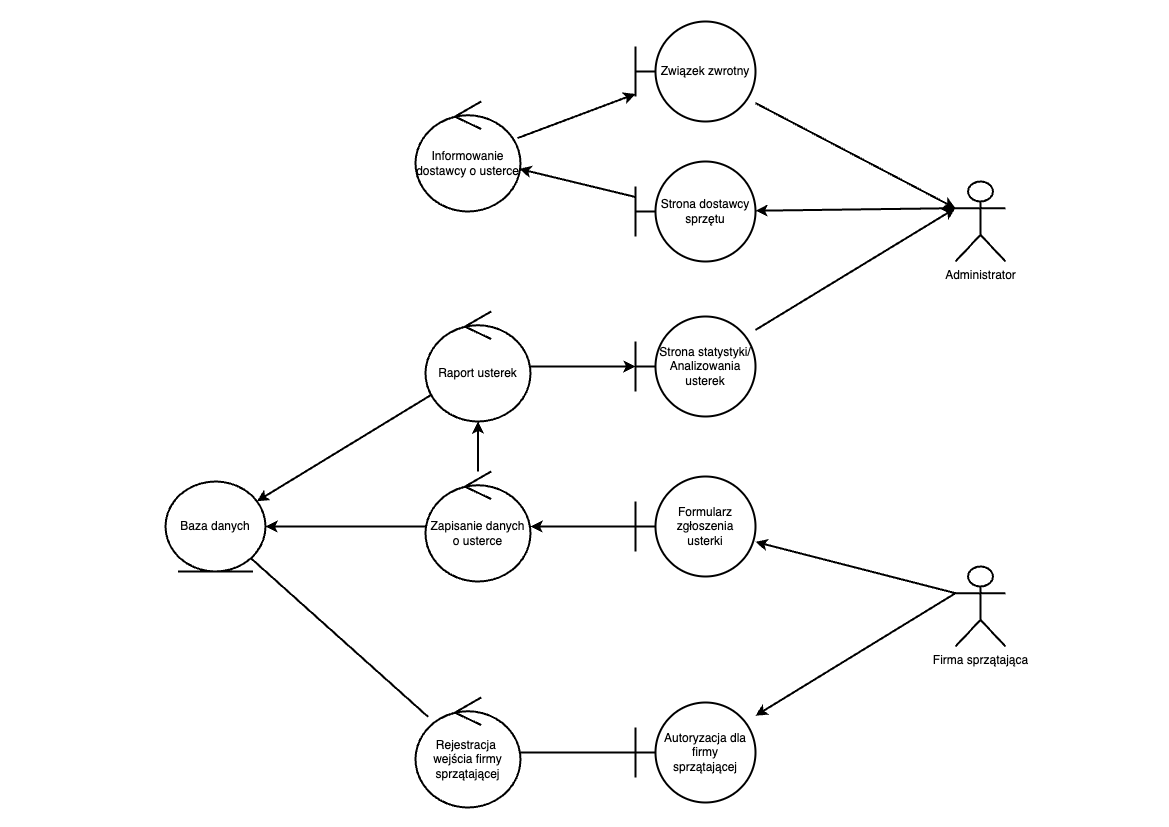 Związek zwrotny
Informowanie
dostawcy o usterce
Strona dostawcy
sprzętu
Administrator
Strona statystyki/
Analizowania
usterek
Raport usterek
Formularz
zgłoszenia
usterki
Zapisanie danych
o usterce
Baza danych
Firma sprzątająca
Autoryzacja dla
firmy
sprzątającej
Rejestracja
wejścia firmy
sprzątającej